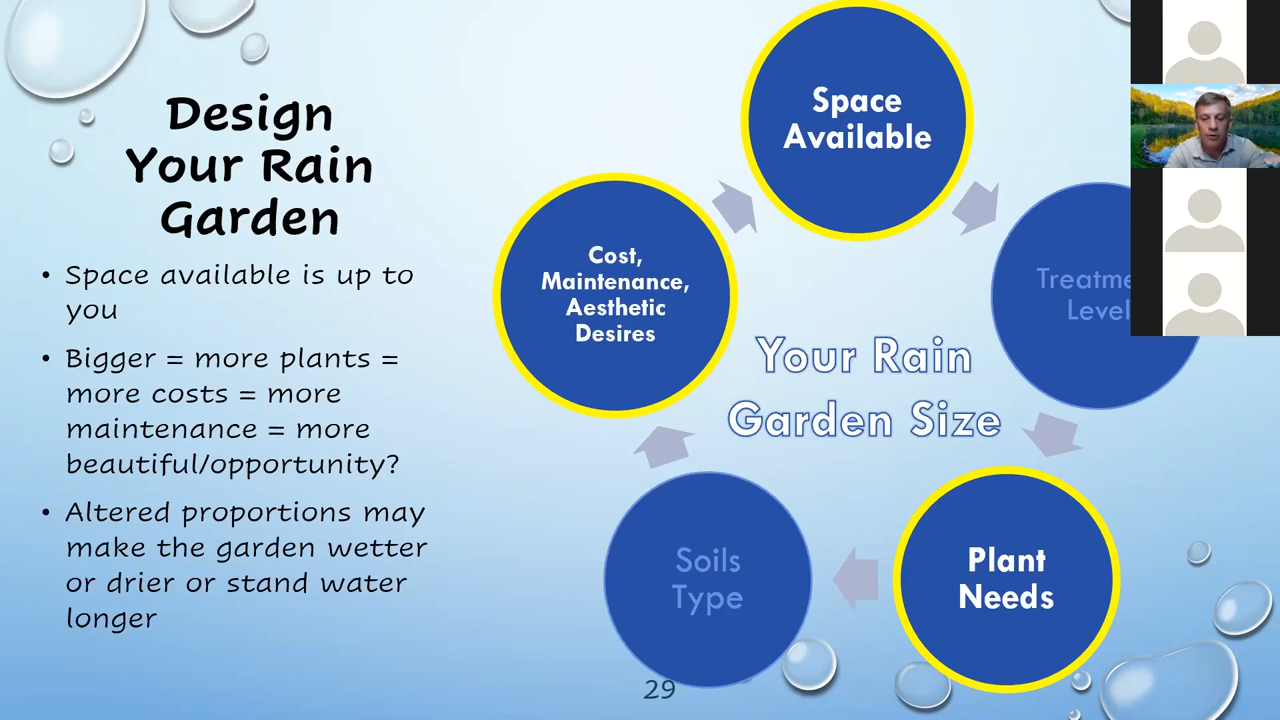 Design
Your Rain
Garden
• Space available is up to
you
• Bigger = more plants =
more costs = more
maintenance = more
beautiful/opportunity?
• Altered proportions may
make the garden wetter
or drier or stand water
longer
Space
Available
Cost,
Maintenance,
Aesthetic
Desires
Level
Your Rain
Garden Size
Soils
Type
Plant
Needs
29